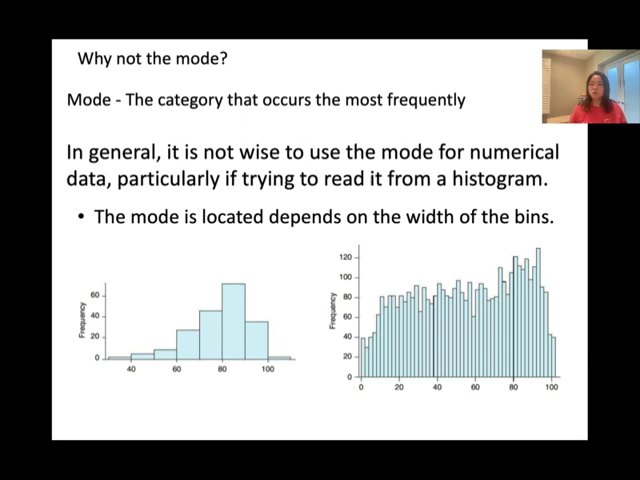 Why not the mode?
Mode - The category that occurs the most frequently
In general, it is not wise to use the mode for numerical
data, particularly if trying to read it from a histogram.
• The mode is located depends on the width of the bins.
Frequency
60
40
20
0
40 60 80 100
Frequency
120
100
80
60
40
20
0
0 20 40 60 80 100